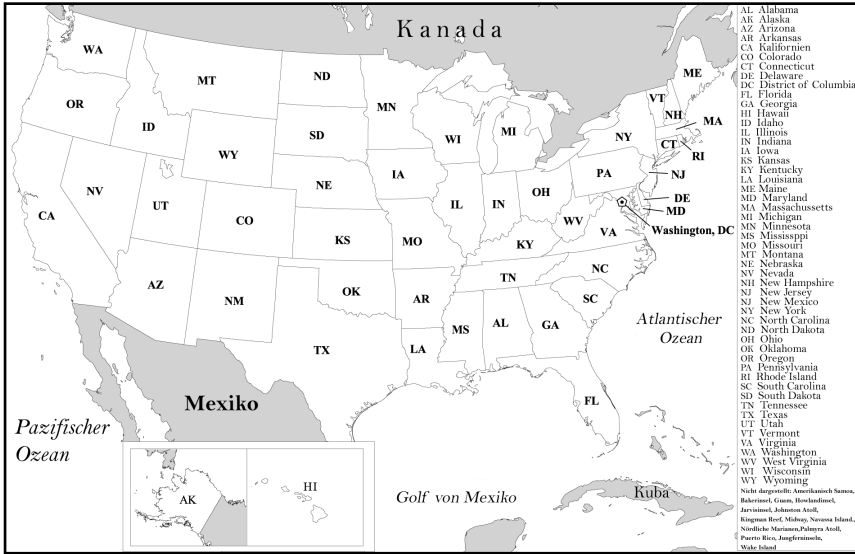 Kanada
WA
MT
ND
MN
ME
VT
NH
MA
OR
ID
SD
WI
MI
NY
CT
RI
WY
IA
PA
NJ
NE
OH
DE
NV
UT
IL
IN
MD
CA
CO
WV
Washington, DC
KS
MO
KY
VA
AZ
NM
OK
TN
NC
AR
SC
MS
AL
GA
Atlantischer
Ozean
TX
LA
Mexiko
FL
Pazifischer
Ozean
AK
HI
Golf von Mexiko
Kuba
AL Alabama
AK Alaska
AZ Arizona
AR Arkansas
CA Kalifornien
CO Colorado
CT Connecticut
DE Delaware
DC District of Columbia
FL Florida
GA Georgia
HI Hawaii
ID Idaho
IL Illinois
IN Indiana
IA Iowa
KS Kansas
KY Kentucky
LA Louisiana
ME Maine
MD Maryland
MA Massachussetts
MI Michigan
MN Minnesota
MS Mississppi
MO Missouri
MT Montana
NE Nebraska
NV Nevada
NH New Hampshire
NJ New Jersey
NJ New Mexico
NY New York
NC North Carolina
ND North Dakota
OH Ohio
OK Oklahoma
OR Oregon
PA Pennsylvania
RI Rhode Island
SC South Carolina
SD South Dakota
TN Tennessee
TX Texas
UT Utah
VT Vermont
VA Virginia
WA Washington
WV West Virginia
WI Wisconsin
WY Wyoming
Nicht dargestellt: Amerikanisch Samoa,
Bakerinsel, Guam, Howlandinsel,
Jarvisinsel, Johnston Atoll,
Kingman Reef, Midway, Navassa Island,,
Nördliche Marianen,Palmyra Atoll,
Puerto Rico, Jungferninseln,
Wake Island